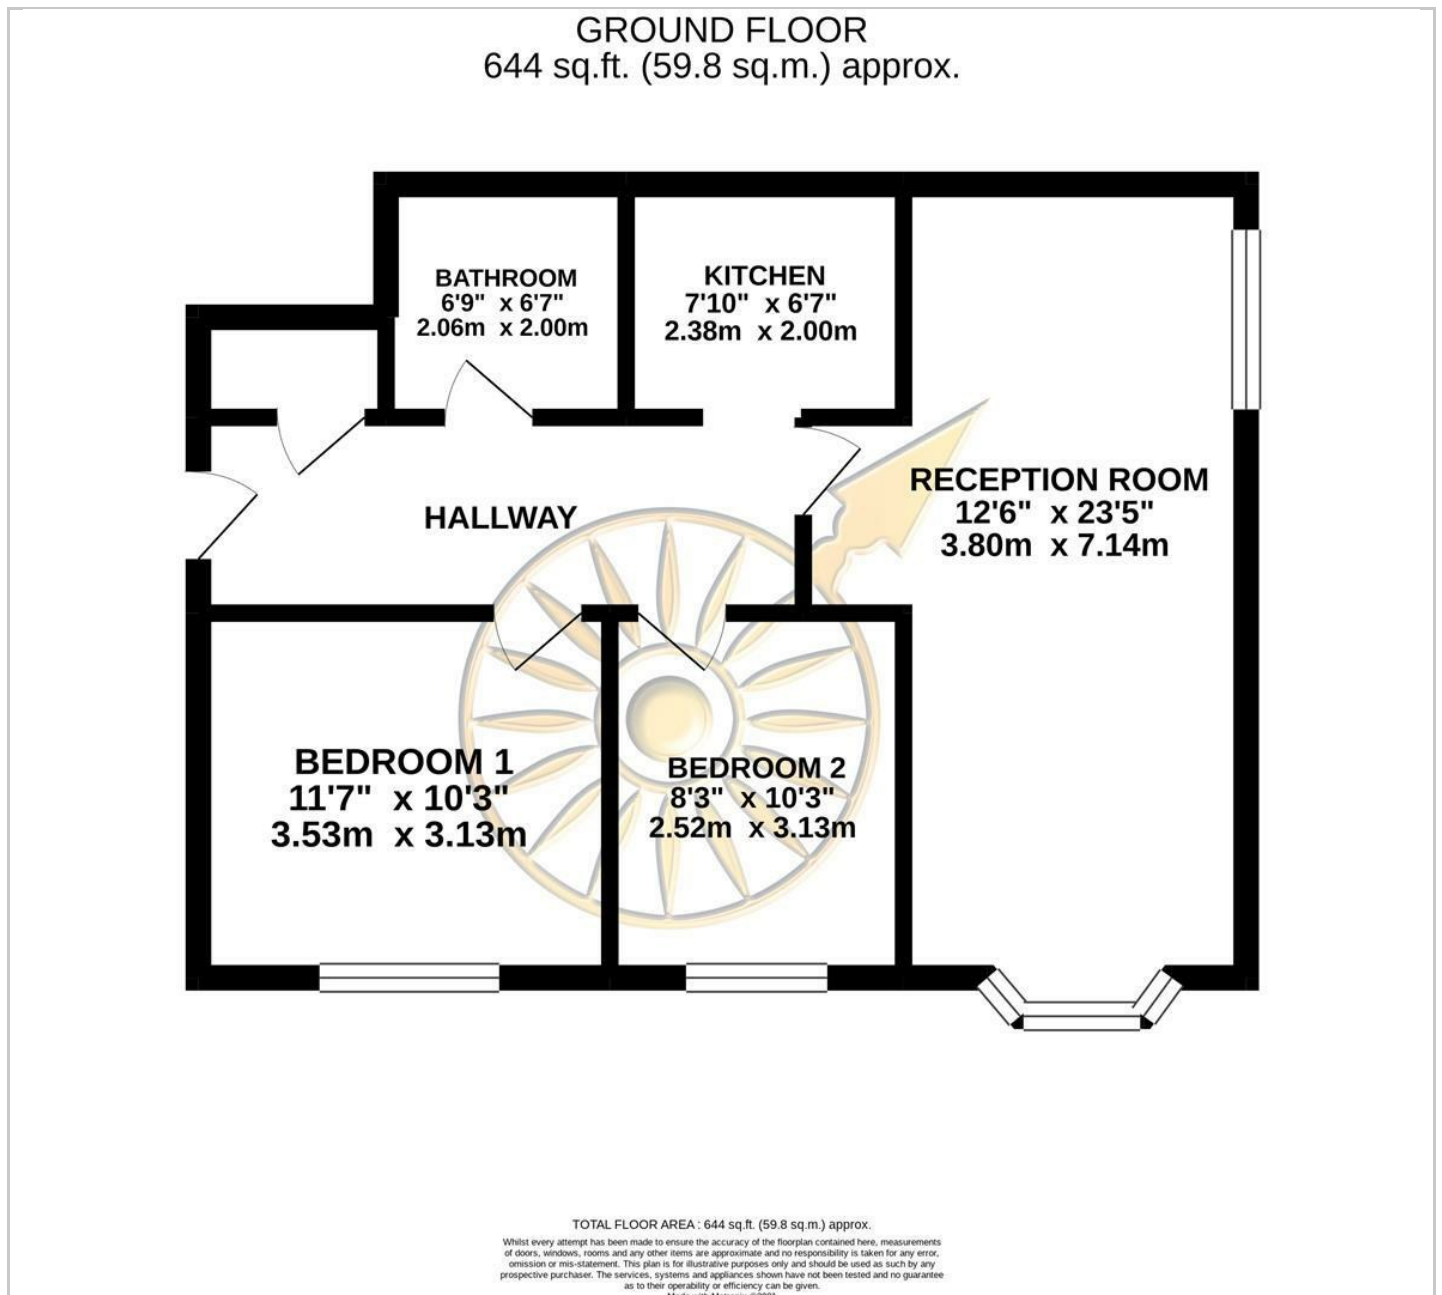 GROUND FLOOR
644 sq.ft. (59.8 sq.m.) approx.
BATHROOM
6'9" x 6'7"
2.06m x 2.00m
KITCHEN
7'10" x 6'7"
2.38m x 2.00m
RECEPTION ROOM
12'6" x 23'5"
3.80m x 7.14m
HALLWAY
BEDROOM 1
11'7" x 10'3"
3.53m x 3.13m
BEDROOM 2
8'3" x 10'3"
2.52m x 3.13m
TOTAL FLOOR AREA : 644 sq.ft. (59.8 sq.m.) approx.
Whilst every attempt has been made to ensure the accuracy of the floorplan contained here, measurements
of doors, windows, rooms and any other items are approximate and no responsibility is taken for any error,
omission or mis-statement. This plan is for illustrative purposes only and should be used as such by any
prospective purchaser. The services, systems and appliances shown have not been tested and no guarantee
as to their operability or efficiency can be given.
Made with Metropix